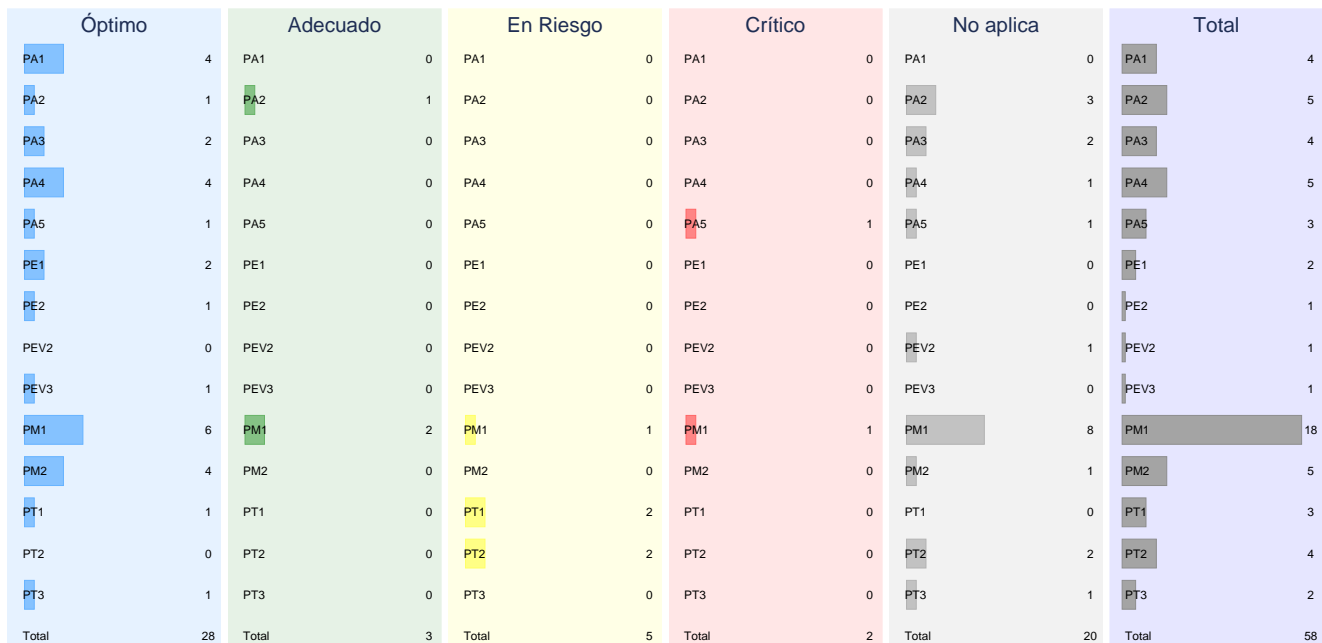 Óptimo Adecuado En Riesgo Crítico No aplica Total
PA1 4 PA1 0 PA1 0 PA1 0 PA1 0 PA1 4
PA2 1 PA2 1 PA2 0 PA2 0 PA2 3 PA2 5
PA3 2 PA3 0 PA3 0 PA3 0 PA3 2 PA3 4
PA4 4 PA4 0 PA4 0 PA4 0 PA4 1 PA4 5
PA5 1 PA5 0 PA5 0 PA5 1 PA5 1 PA5 3
PE1 2 PE1 0 PE1 0 PE1 0 PE1 0 PE1 2
PE2 1 PE2 0 PE2 0 PE2 0 PE2 0 PE2 1
PEV2 0 PEV2 0 PEV2 0 PEV2 0 PEV2 1 PEV2 1
PEV3 1 PEV3 0 PEV3 0 PEV3 0 PEV3 0 PEV3 1
PM1 6 PM1 2 PM1 1 PM1 1 PM1 8 PM1 18
PM2 4 PM2 0 PM2 0 PM2 0 PM2 1 PM2 5
PT1 1 PT1 0 PT1 2 PT1 0 PT1 0 PT1 3
PT2 0 PT2 0 PT2 2 PT2 0 PT2 2 PT2 4
PT3 1 PT3 0 PT3 0 PT3 0 PT3 1 PT3 2
Total 28 Total 3 Total 5 Total 2 Total 20 Total 58